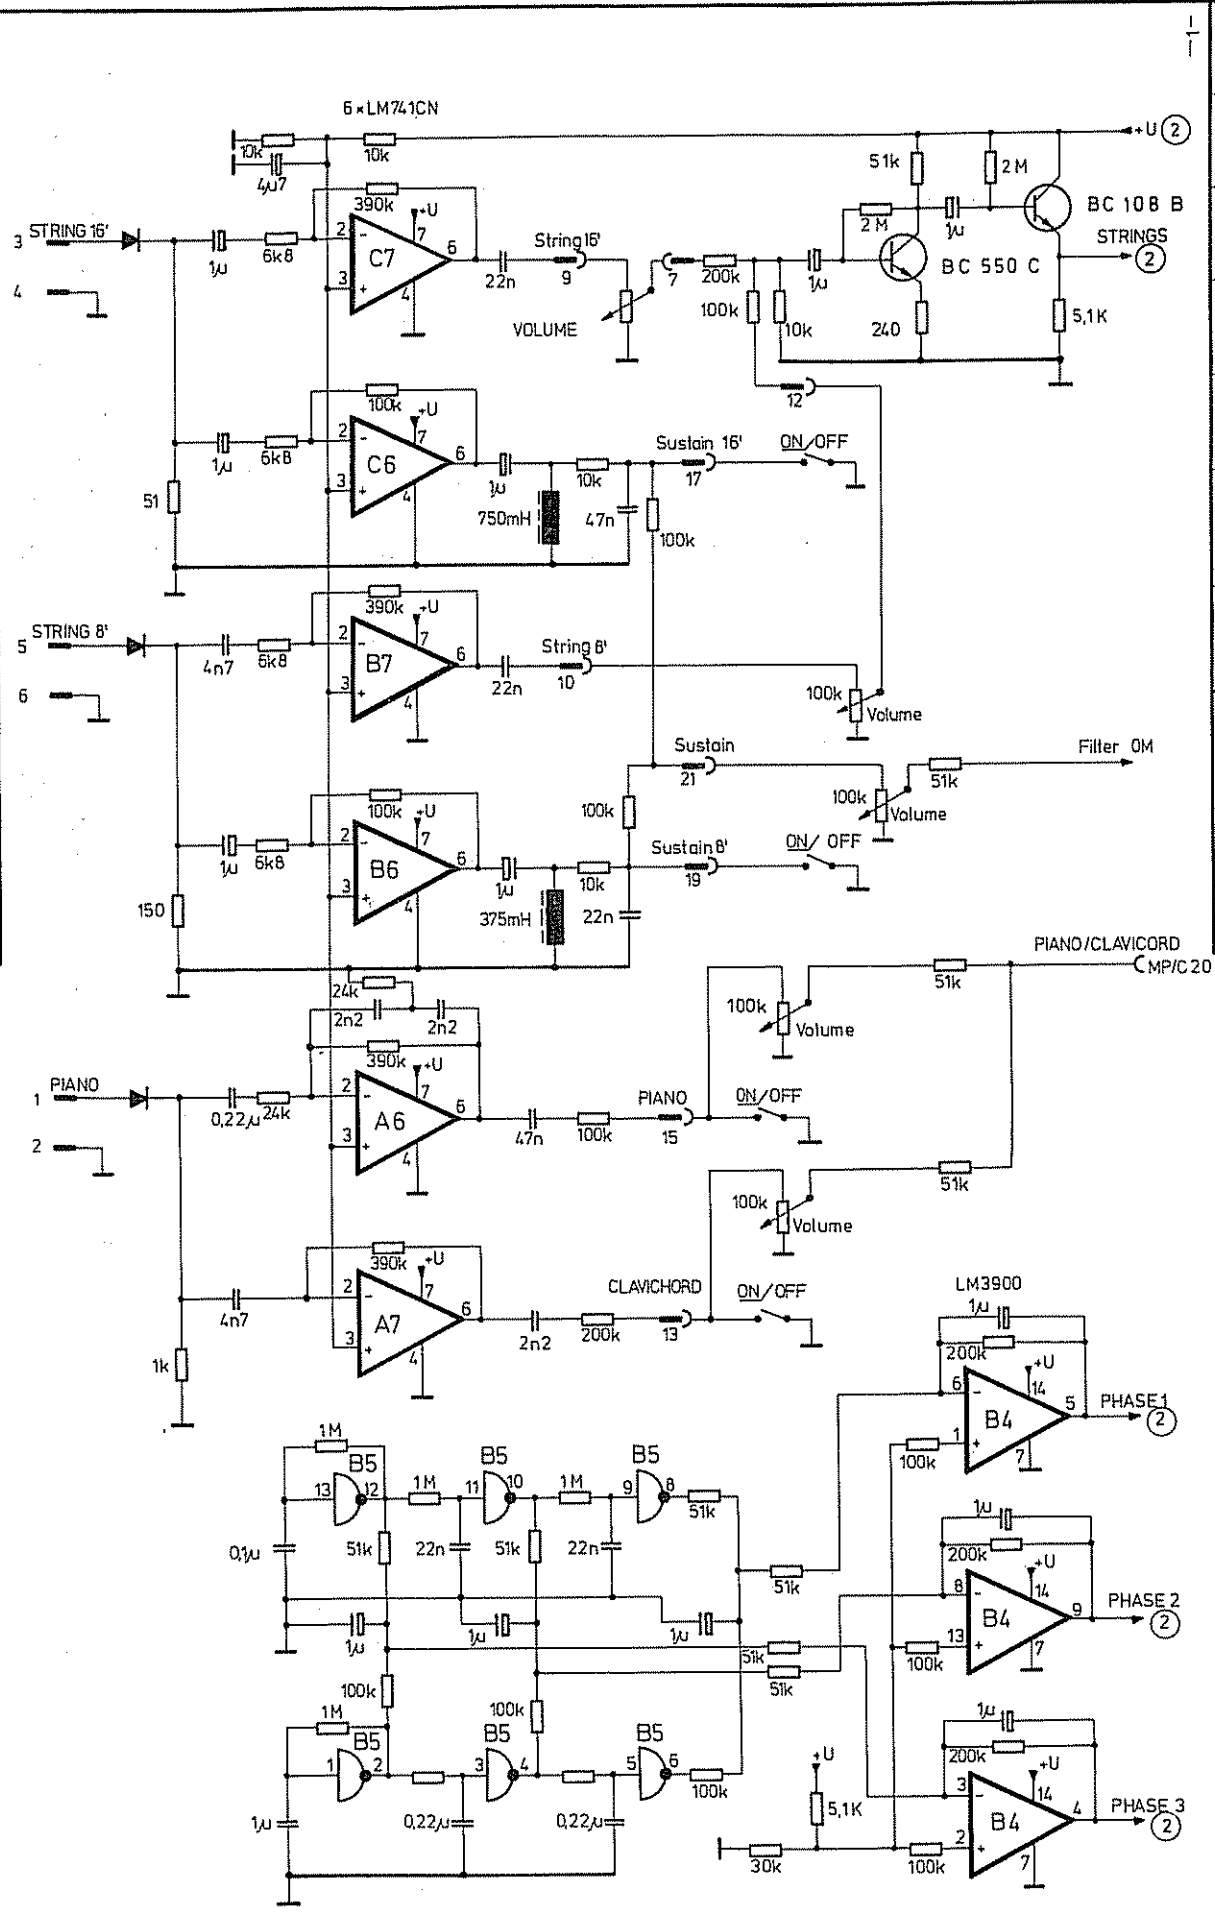 1/1
6×LM741CN
10k
10k
+U 2
4µ7
51k
2M
390k
+U
BC 108 B
3 STRING 16'
2
7
6
String 16'
2M
1µ
STRINGS
1µ
6k8
C7
22n
9
7
200k
1µ
BC 550 C
2
4
3
4
VOLUME
100k
10k
240
5,1K
12
100k
+U
2
7
6
Sustain 16'
ON/OFF
1µ
6k8
C6
1µ
10k
17
51
3
4
750mH
47n
100k
390k
+U
5 STRING 8'
2
7
6
String 8'
4n7
6k8
B7
22n
10
6
3
4
100k
Volume
Sustain
Filter OM
21
51k
100k
+U
100k
100k
Volume
2
7
6
Sustain 8'
ON/OFF
1µ
6k8
B6
1µ
10k
19
150
3
4
375mH
22n
PIANO/CLAVICORD
MP/C20
24k
51k
2n2
2n2
100k
Volume
390k
+U
1 PIANO
2
7
6
PIANO
ON/OFF
0,22µ
24k
A6
47n
100k
15
2
3
4
51k
100k
Volume
390k
+U
CLAVICHORD
ON/OFF
LM3900
2
7
6
1µ
4n7
A7
2n2
200k
13
200k
3
4
+U
1k
6
14
5
PHASE 1
B4
2
1M
1
7
B5
B5
B5
100k
13
12
1M
11
10
1M
9
8
51k
1µ
0,1µ
51k
22n
51k
22n
200k
+U
51k
8
14
9
PHASE 2
B4
2
1µ
1µ
1µ
13
7
51k
100k
51k
100k
100k
1µ
1M
B5
B5
B5
200k
+U
+U
1
2
3
4
5
6
3
14
4
PHASE 3
100k
B4
2
1µ
0,22µ
0,22µ
5,1K
2
7
30k
100k